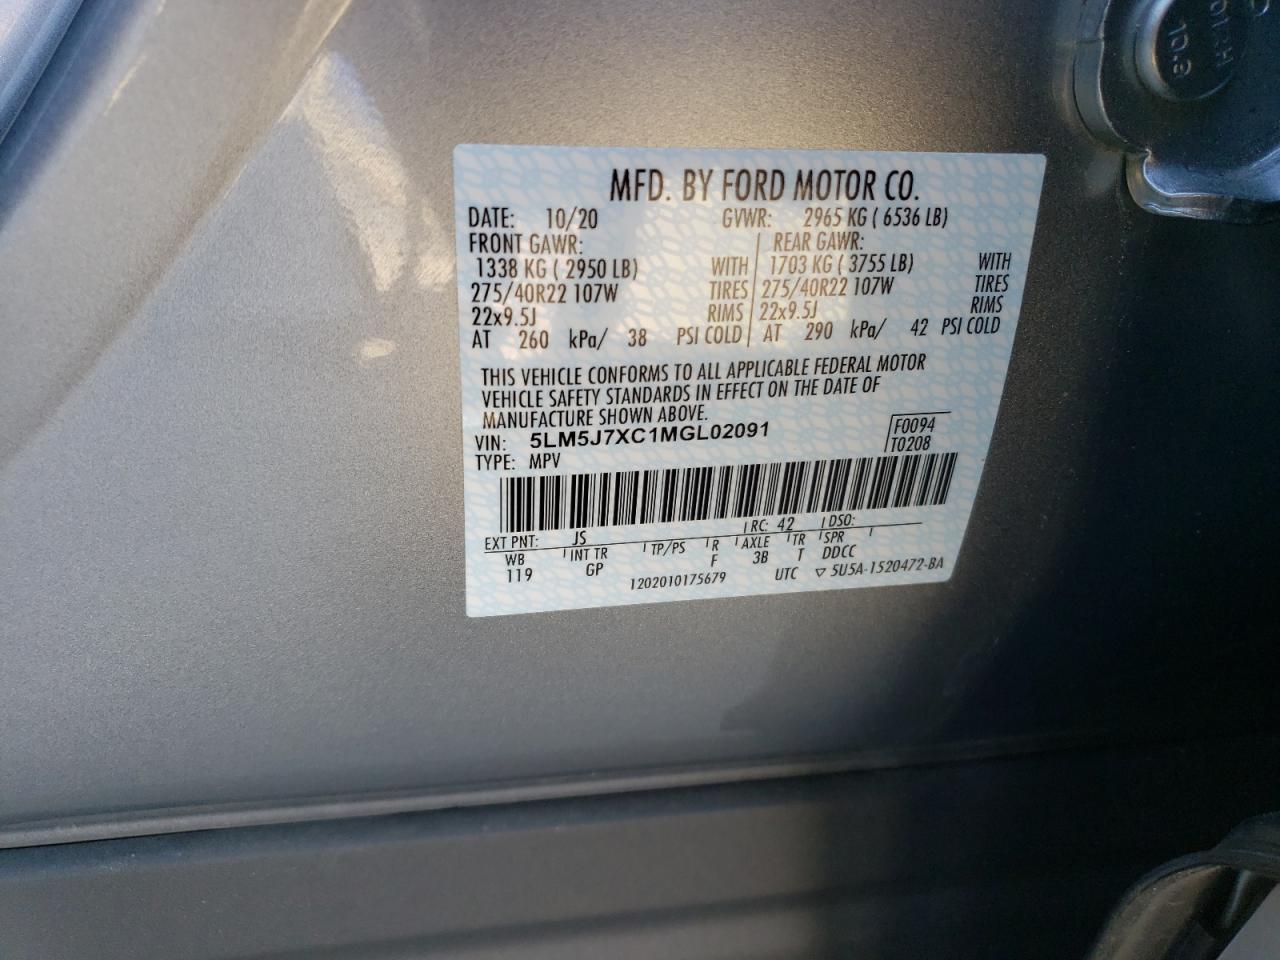 MFD. BY FORD MOTOR CO.
DATE: 10/20 GVWR: 2965 KG ( 6536 LB)
FRONT GAWR: REAR GAWR:
1338 KG ( 2950 LB) WITH 1703 KG ( 3755 LB) WITH
275/40R22 107W TIRES 275/40R22 107W TIRES
22x9.5J RIMS 22x9.5J RIMS
AT 260 kPa/ 38 PSI COLD AT 290 kPa/ 42 PSI COLD
THIS VEHICLE CONFORMS TO ALL APPLICABLE FEDERAL MOTOR
VEHICLE SAFETY STANDARDS IN EFFECT ON THE DATE OF
MANUFACTURE SHOWN ABOVE.
VIN: 5LM5J7XC1MGL02091 F0094
TYPE: MPV T0208
EXT PNT: JS RC: 42 DSO:
WB INT TR TP/PS R AXLE TR SPR
119 GP F 3B T DDCC
1202010175679 UTC ▽ 5U5A-1520472-BA
10.9